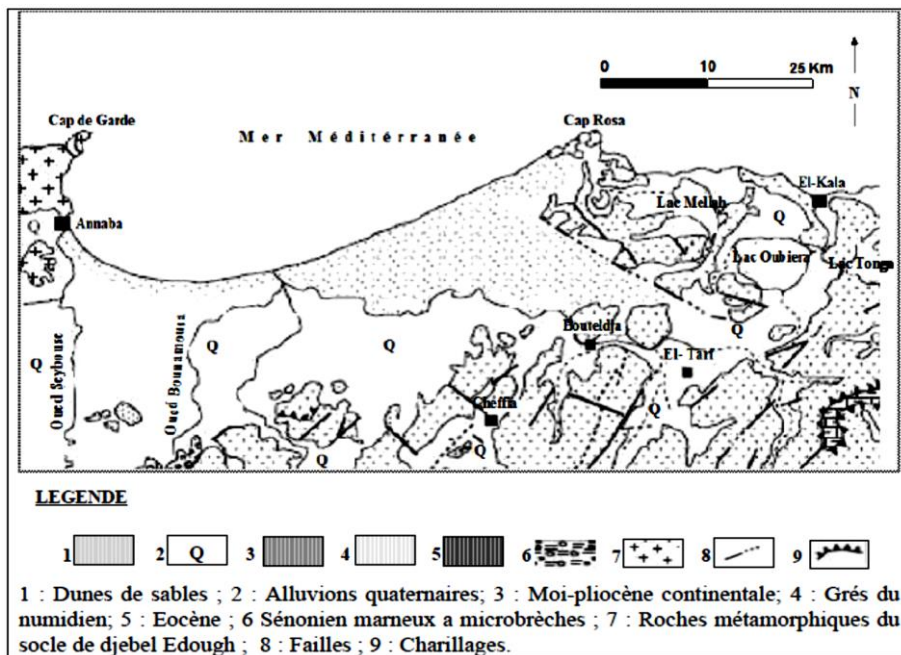 0 10 25 Km
N
Cap de Garde
Mer Méditérranée
Cap Rosa
El-Kala
Lac Mellah
Q
Q
Annaba
Lac Oubiera
Lac Tonga
Q
Q
Q
Bouteldja
Q
El- Tarf
Oued Seybouse
Oued Bounamousa
Cheffia
Q
Q
Q
LEGENDE
1 2 Q 3 4 5 6 7 8 9
1 : Dunes de sables ; 2 : Alluvions quaternaires; 3 : Moi-pliocène continentale; 4 : Grés du
numidien; 5 : Eocène ; 6 Sénonien marneux a microbrèches ; 7 : Roches métamorphiques du
socle de djebel Edough ; 8 : Failles ; 9 : Charillages.